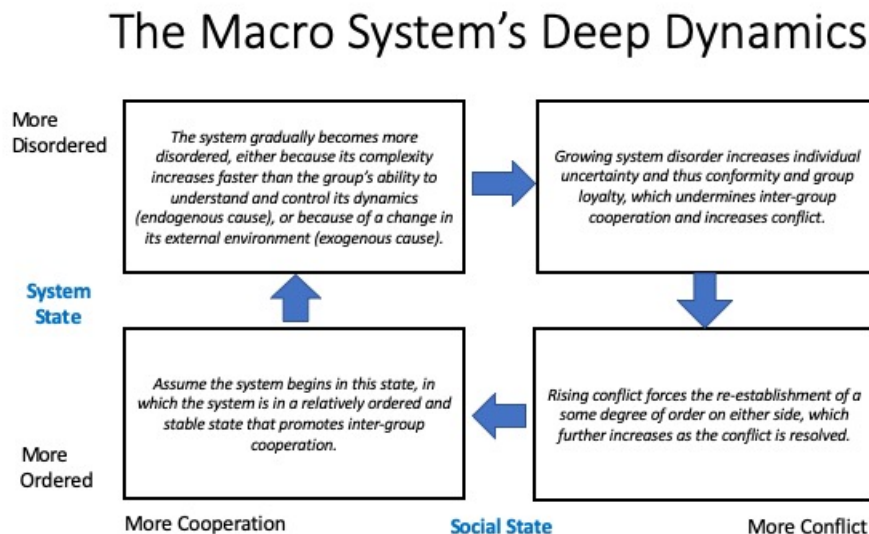 The Macro System's Deep Dynamics
More
Disordered
The system gradually becomes more
disordered, either because its complexity
increases faster than the group's ability to
understand and control its dynamics
(endogenous cause), or because of a change in
its external environment (exogenous cause).
Growing system disorder increases individual
uncertainty and thus conformity and group
loyalty, which undermines inter-group
cooperation and increases conflict.
System
State
Assume the system begins in this state, in
which the system is in a relatively ordered and
stable state that promotes inter-group
cooperation.
Rising conflict forces the re-establishment of a
some degree of order on either side, which
further increases as the conflict is resolved.
More
Ordered
More Cooperation
Social State
More Conflict